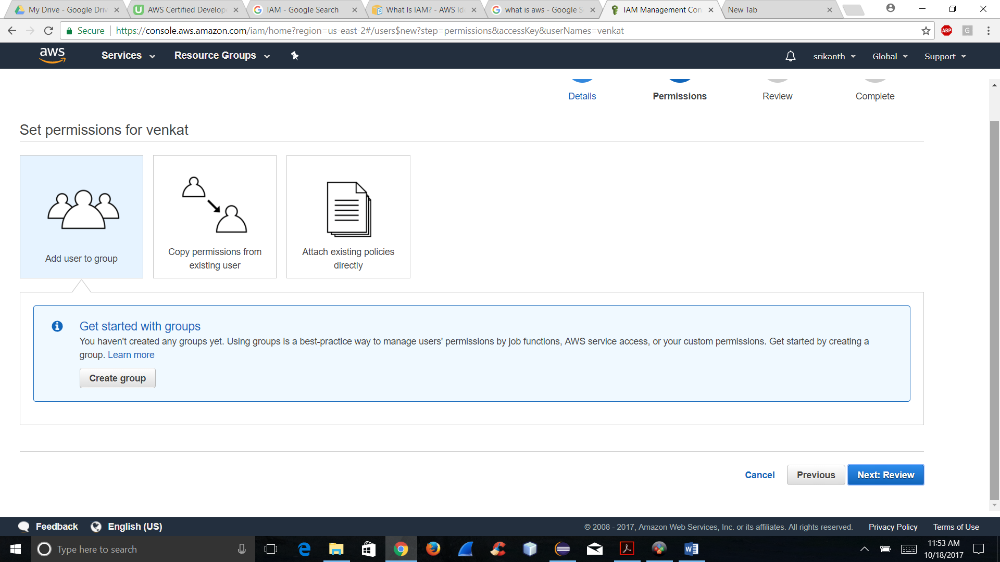 My Drive - Google Driv
AWS Certified Develop
IAM - Google Search
What Is IAM? - AWS Id
what is aws - Google S
IAM Management Con
New Tab
Secure
https://console.aws.amazon.com/iam/home?region=us-east-2#/users$new?step=permissions&accessKey&userNames=venkat
ABP
G
aws
Services
Resource Groups
srikanth
Global
Support
Details
Permissions
Review
Complete
Set permissions for venkat
Add user to group
Copy permissions from
existing user
Attach existing policies
directly
Get started with groups
You haven't created any groups yet. Using groups is a best-practice way to manage users' permissions by job functions, AWS service access, or your custom permissions. Get started by creating a
group. Learn more
Create group
Cancel
Previous
Next: Review
Feedback
English (US)
© 2008 - 2017, Amazon Web Services, Inc. or its affiliates. All rights reserved.
Privacy Policy
Terms of Use
Type here to search
11:53 AM
10/18/2017